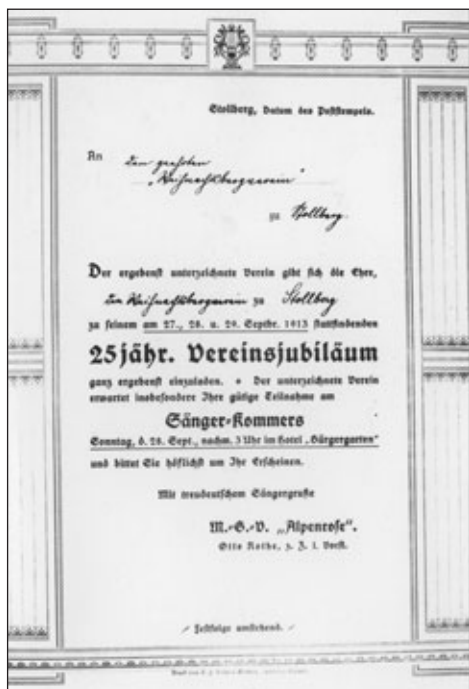 Stollberg, Datum des Poststempels.
An den geehrten
„Weihnachtsbergverein“
zu Stollberg.
Der ergebenst unterzeichnete Verein gibt sich die Ehre,
den Weihnachtsbergverein zu Stollberg
zu seinem am 27., 28. u. 29. Septbr. 1913 stattfindenden
25jähr. Vereinsjubiläum
ganz ergebenst einzuladen. • Der unterzeichnete Verein
erwartet insbesondere Ihre gütige Teilnahme am
Sänger-Kommers
Sonntag, d. 28. Sept., nachm. 3 Uhr im Hotel „Bürgergarten“
und bittet Sie höflichst um Ihr Erscheinen.
Mit treudeutschem Sängergruße
M.-G.-V. „Alpenrose“.
Otto Rothe, z. Z. 1. Vorst.
/ Festfolge umstehend. /